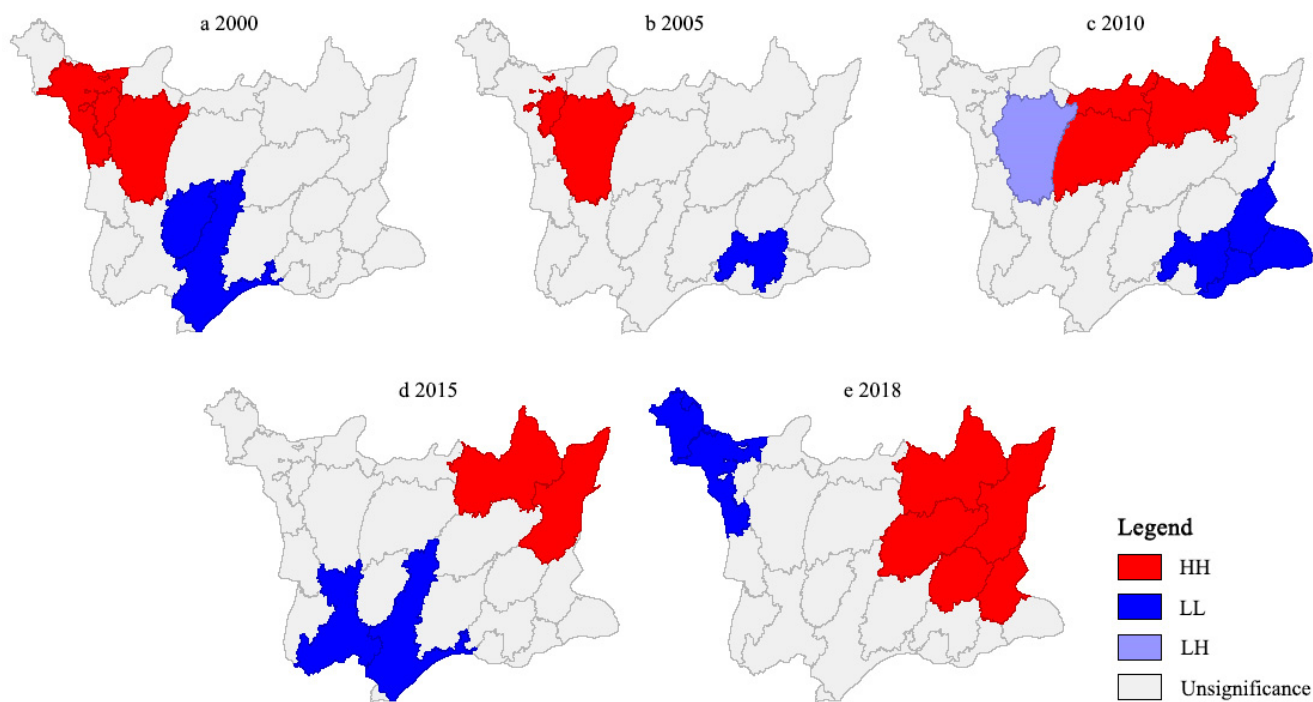 a 2000
b 2005
c 2010
d 2015
e 2018
Legend
HH
LL
LH
Unsignificance